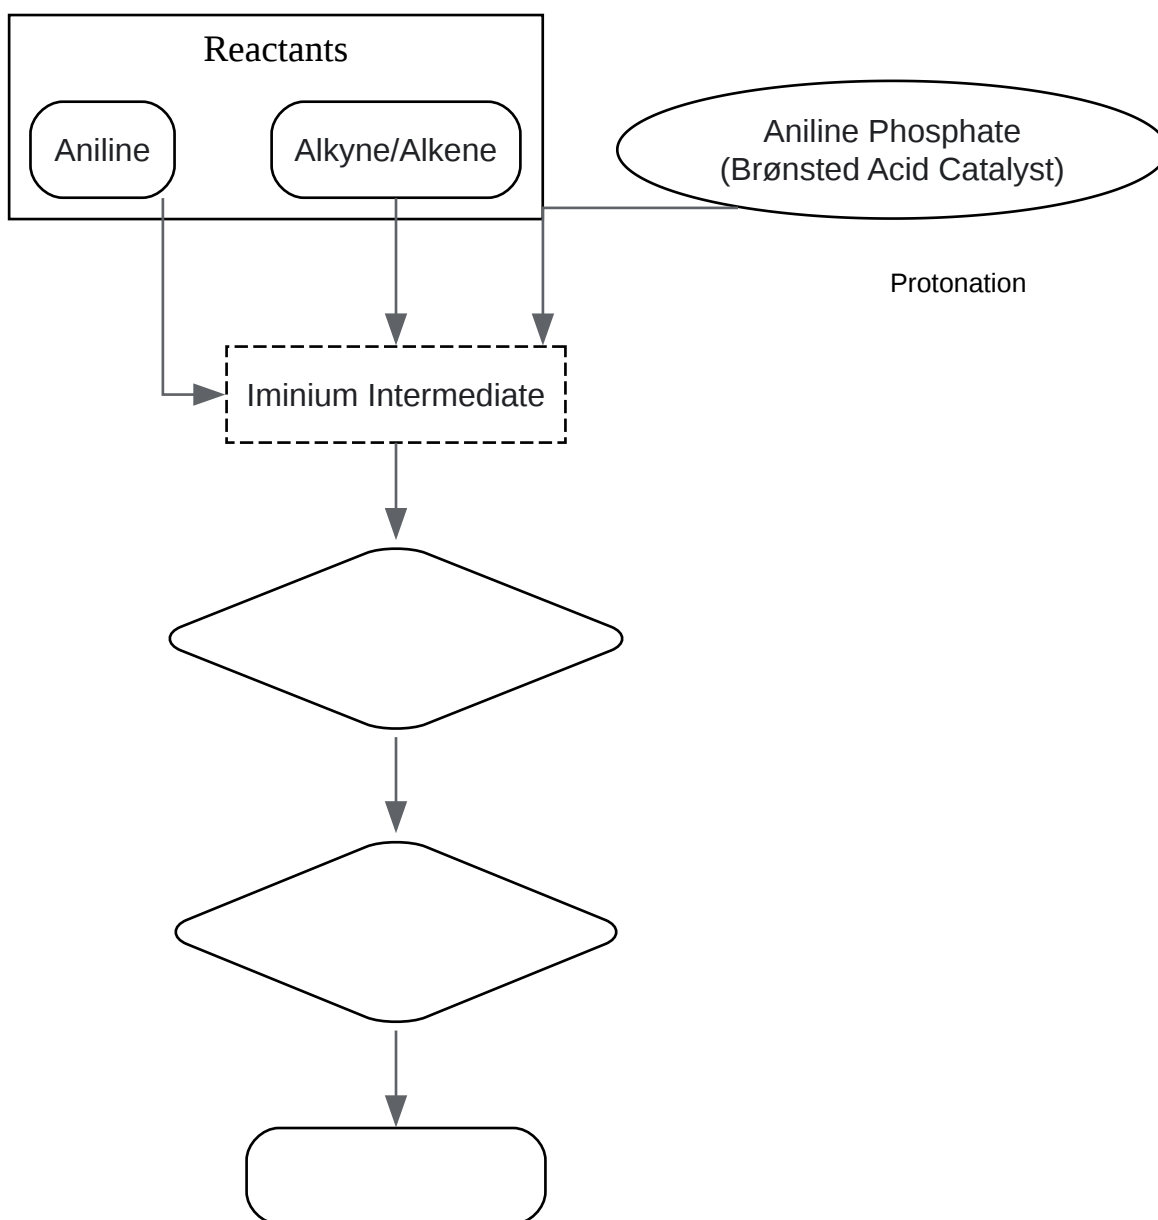 Reactants
Aniline
Alkyne/Alkene
Aniline Phosphate
(Brønsted Acid Catalyst)
Protonation
Iminium Intermediate